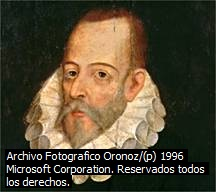 Archivo Fotografico Oronoz/(p) 1996
Microsoft Corporation. Reservados todos
los derechos.